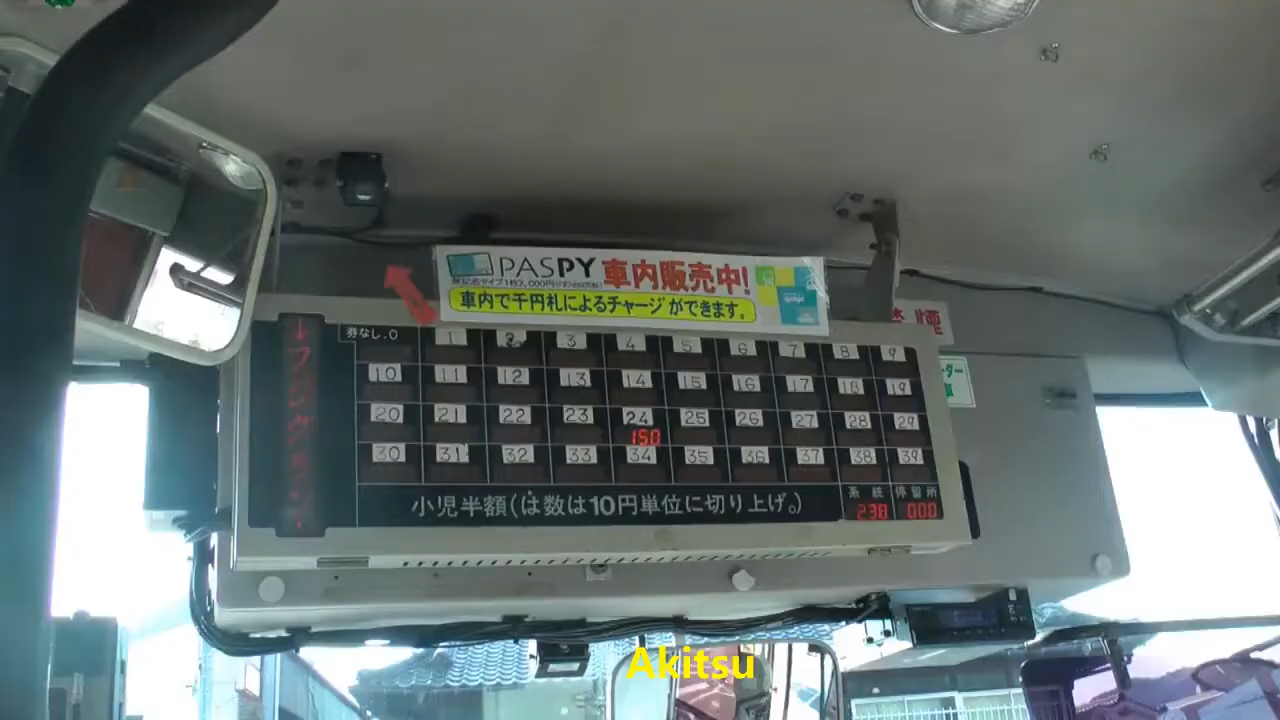 PASPY 車内販売中!
車内で千円札によるチャージができます。
券なし.0 1 2 3 4 5 6 7 8 9
10 11 12 13 14 15 16 17 18 19
20 21 22 23 24 25 26 27 28 29
150
30 31 32 33 34 35 36 37 38 39
小児半額(は数は10円単位に切り上げ。)
系統 停留所
230 000
Akitsu